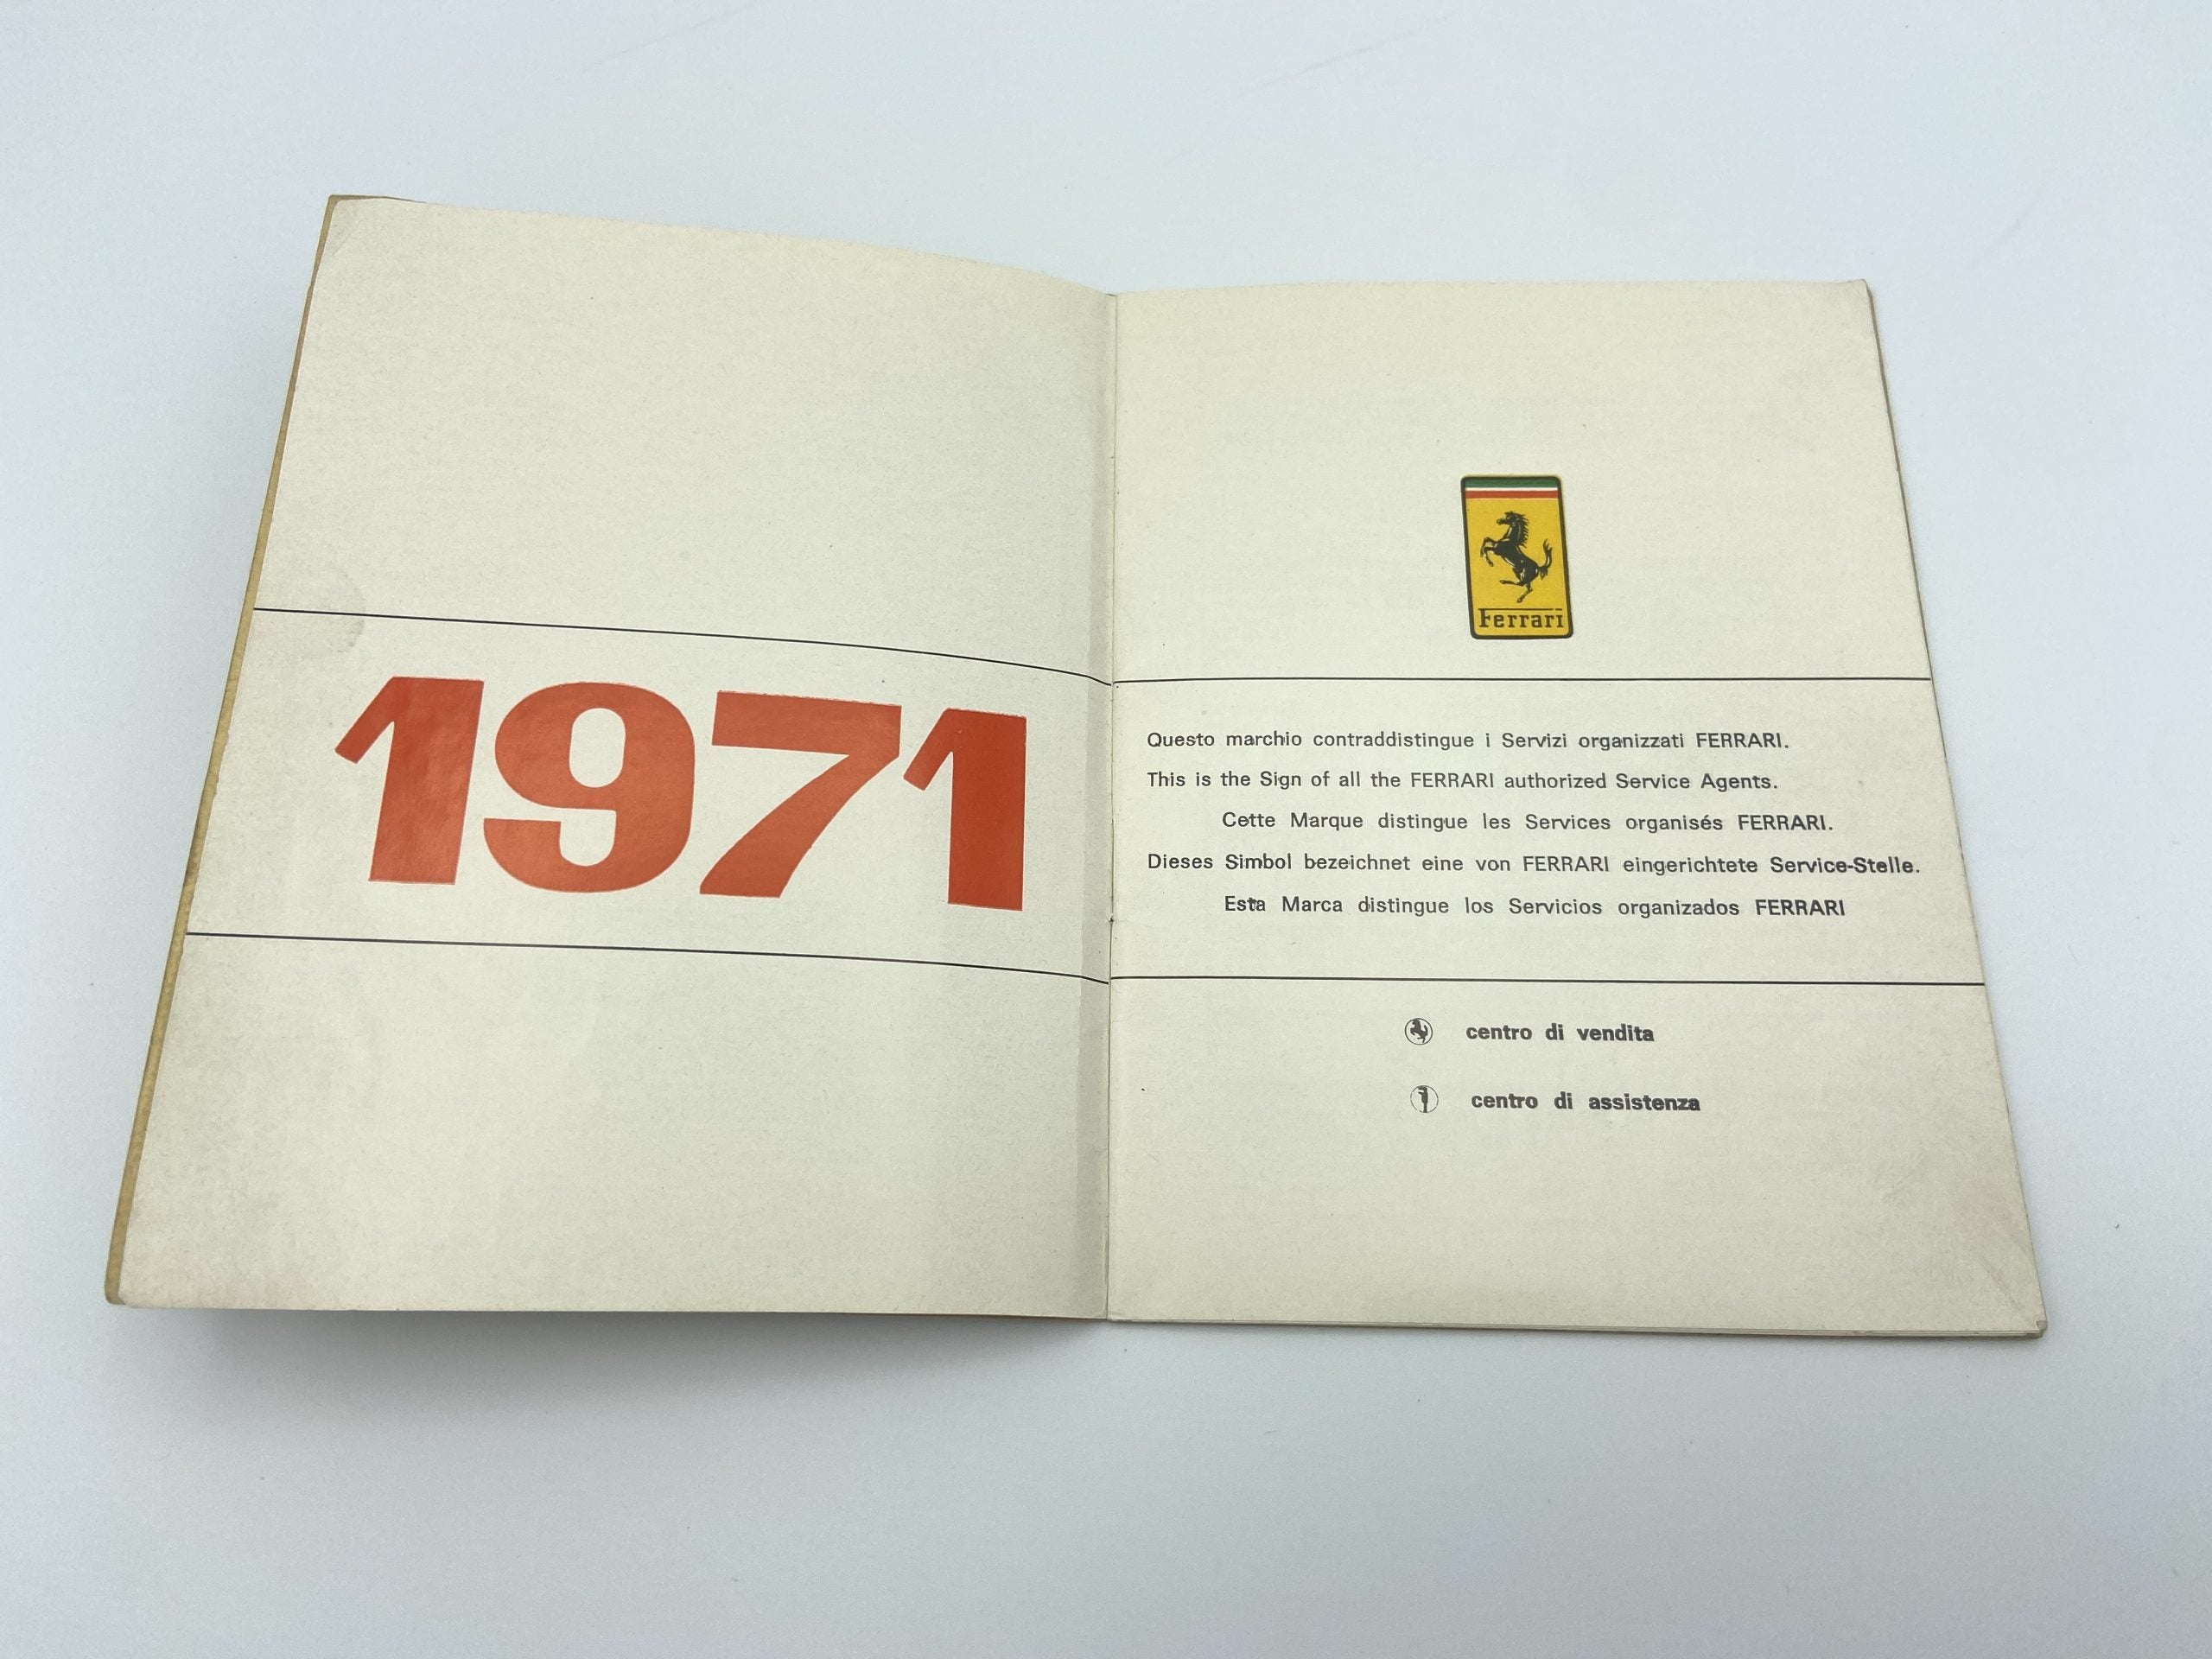 1971
Ferrari
Questo marchio contraddistingue i Servizi organizzati FERRARI.
This is the Sign of all the FERRARI authorized Service Agents.
Cette Marque distingue les Services organisés FERRARI.
Dieses Simbol bezeichnet eine von FERRARI eingerichtete Service-Stelle.
Esta Marca distingue los Servicios organizados FERRARI
centro di vendita
centro di assistenza